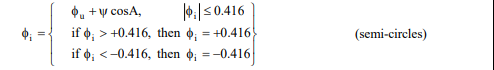 ϕᵢ = { ϕᵤ + ψ cosA, |ϕᵢ| ≤ 0.416
if ϕᵢ > +0.416, then ϕᵢ = +0.416 (semi-circles)
if ϕᵢ < −0.416, then ϕᵢ = −0.416 }